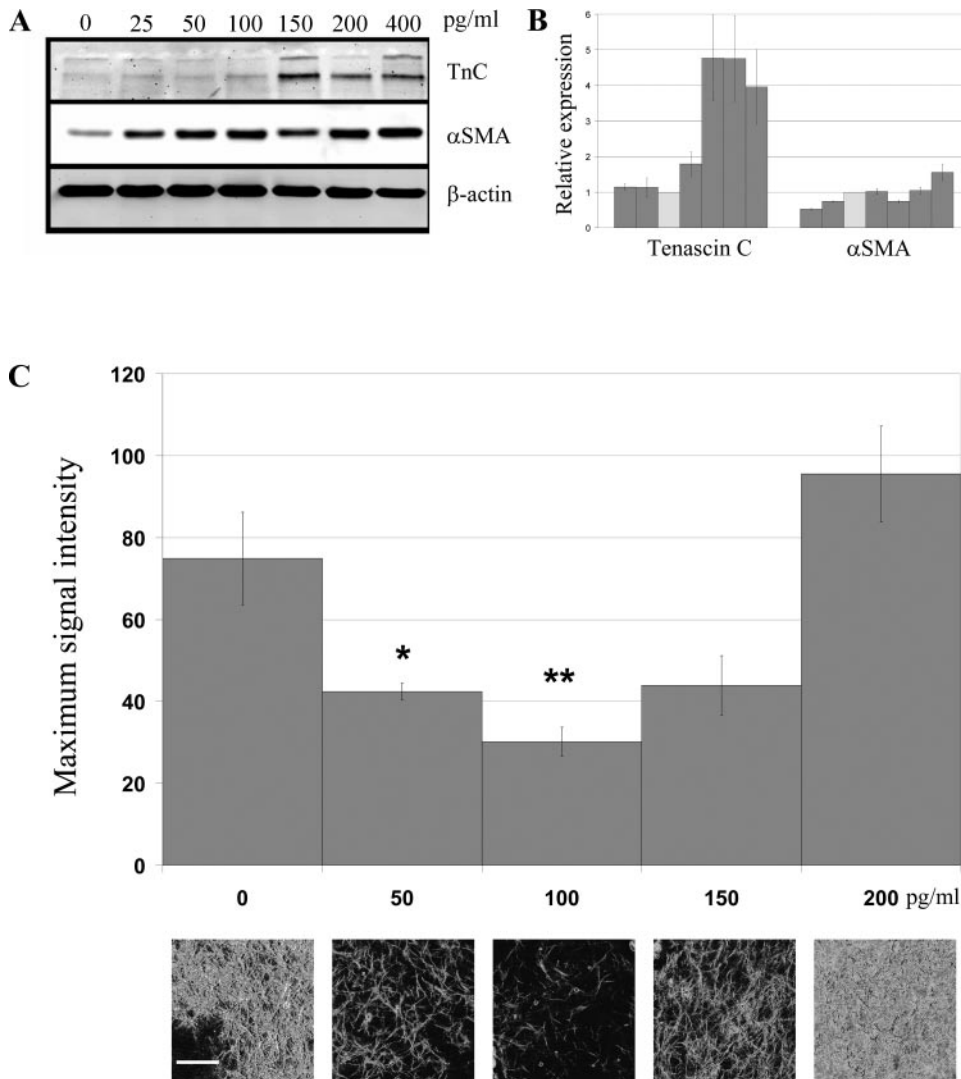 A
0 25 50 100 150 200 400 pg/ml
TnC
αSMA
β-actin
B
Relative expression
6
5
4
3
2
1
0
Tenascin C αSMA
C
Maximum signal intensity
120
100
80
60
40
20
0
*
**
0 50 100 150 200 pg/ml